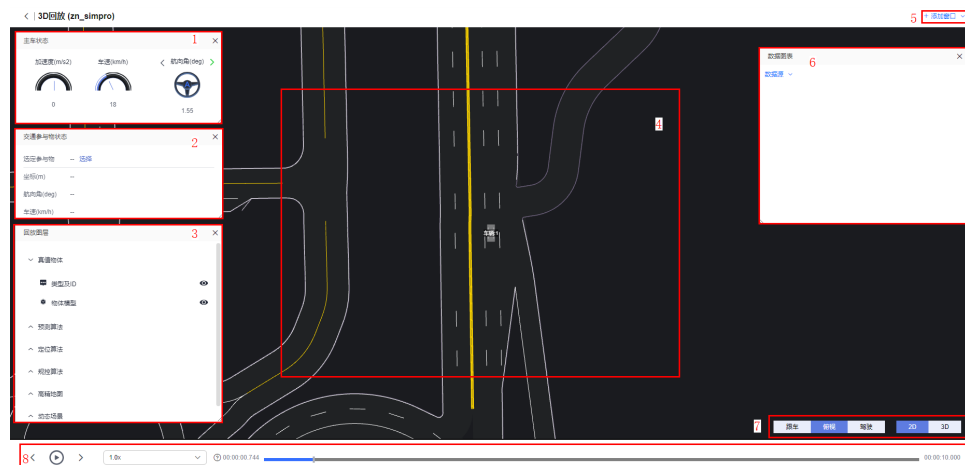 3D回放 (zn_simpro)
5
+ 添加窗口
主车状态
1
加速度(m/s2)
车速(km/h)
航向角(deg)
0
18
1.55
交通参与物状态
2
选定参与物 -- 选择
坐标(m) --
航向角(deg) --
车速(km/h) --
回放图层
3
真值物体
类型及ID
物体模型
预测算法
定位算法
规控算法
高精地图
动态场景
4
数据图表
6
数据源
7
跟车
俯视
驾驶
2D
3D
8
1.0x
00:00:00.744
00:00:10.000